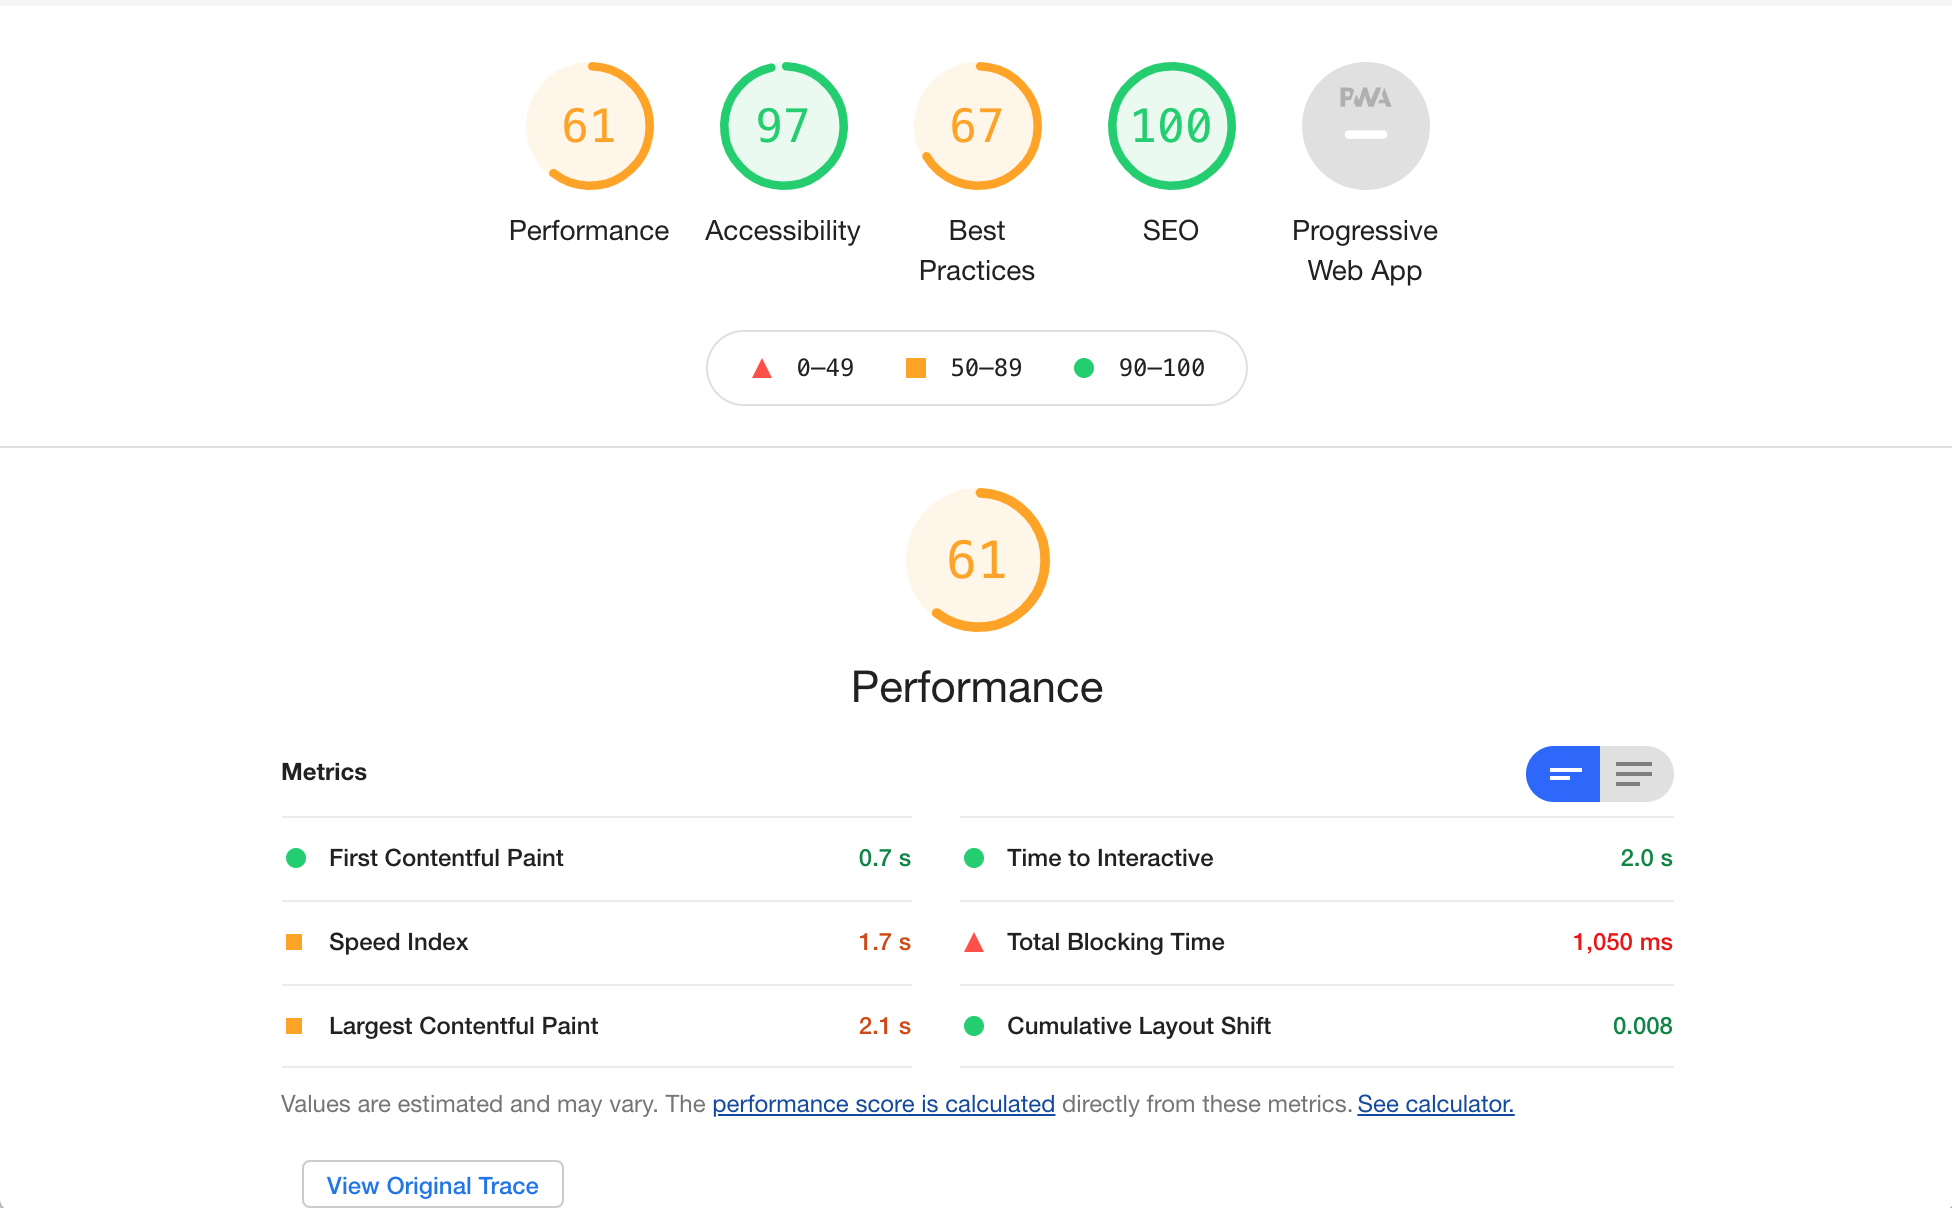 61
97
67
100
PWA
Performance
Accessibility
Best
Practices
SEO
Progressive
Web App
0–49
50–89
90–100
61
Performance
Metrics
First Contentful Paint 0.7 s
Time to Interactive 2.0 s
Speed Index 1.7 s
Total Blocking Time 1,050 ms
Largest Contentful Paint 2.1 s
Cumulative Layout Shift 0.008
Values are estimated and may vary. The performance score is calculated directly from these metrics. See calculator.
View Original Trace